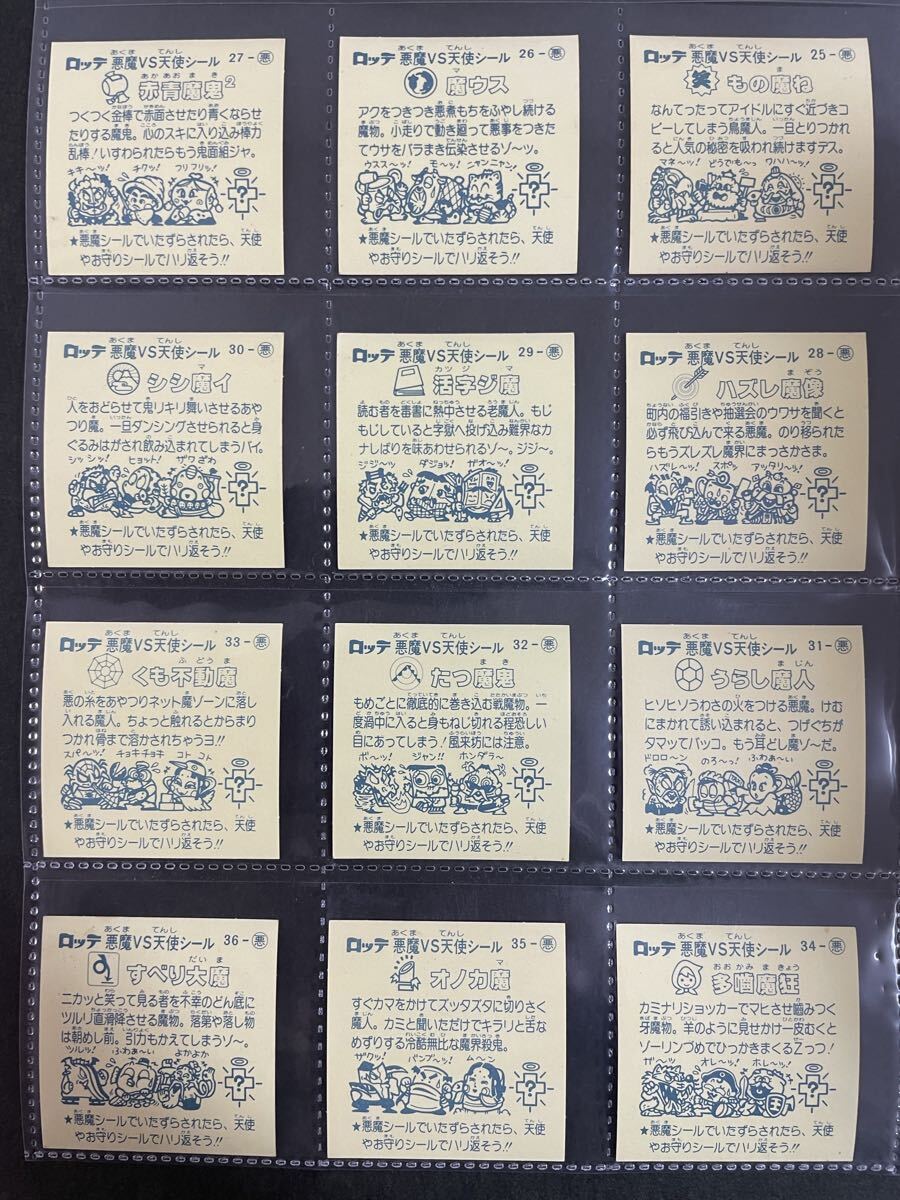 ロッテ 悪魔VS天使シール 27-悪
赤青魔鬼2
つくつく金棒で赤面させたり青くならせ
たりする魔鬼。心のスキに入り込み棒力
乱棒!いすわられたらもう鬼面組ジャ。
キキ〜ッ! チクッ! フリフリッ!
?
★悪魔シールでいたずらされたら、天使
やお守りシールでハリ返そう!!
ロッテ 悪魔VS天使シール 26-悪
魔ウス
アクをつきつき悪煮もちをふやし続ける
魔物。小走りで動き廻って悪事をつきた
てウサをバラまき伝染させるゾ〜ツ。
ウスス〜ッ! モ〜ッ! ニャンニャン!
?
★悪魔シールでいたずらされたら、天使
やお守りシールでハリ返そう!!
ロッテ 悪魔VS天使シール 25-悪
笑 もの魔ね
なんてったってアイドルにすぐ近づきコ
ピーしてしまう鳥魔人。一旦とりつかれ
ると人気の秘密を吸われ続けますデス。
マネ〜ッ! どうでも〜っ ワハハ〜ッ!
?
★悪魔シールでいたずらされたら、天使
やお守りシールでハリ返そう!!
ロッテ 悪魔VS天使シール 30-悪
シシ魔イ
人をおどらせて鬼リキリ舞いさせるあや
つり魔。一旦ダンシングさせられると身
ぐるみはがされ飲み込まれてしまうバイ。
シッシッ! ヒョット! ザワざわ
?
★悪魔シールでいたずらされたら、天使
やお守りシールでハリ返そう!!
ロッテ 悪魔VS天使シール 29-悪
活字ジ魔
読む者を毒書に熱中させる老魔人。もじ
もじしていると字獄へ投げ込み難界なカ
ナしばりを味あわせられるゾ〜。ジジ〜。
ジジ〜ッ ダジョッ! ガオ〜ッ!
?
★悪魔シールでいたずらされたら、天使
やお守りシールでハリ返そう!!
ロッテ 悪魔VS天使シール 28-悪
ハズレ魔像
町内の福引きや抽選会のウワサを聞くと
必ず飛び込んで来る悪魔。のり移られた
らもうズレズレ魔界にまっさかさま。
ハズレ〜ッ! スポッ アッタリ〜ッ!
?
★悪魔シールでいたずらされたら、天使
やお守りシールでハリ返そう!!
ロッテ 悪魔VS天使シール 33-悪
くも不動魔
悪の糸をあやつりネット魔ゾーンに落し
入れる魔人。ちょっと触れるとからまり
つかれ骨まで溶かされちゃうヨ!!
スパ〜ッ! チョキチョキ コトコん
?
★悪魔シールでいたずらされたら、天使
やお守りシールでハリ返そう!!
ロッテ 悪魔VS天使シール 32-悪
たつ魔鬼
もめごとに徹底的に巻き込む戦魔物。一
度渦中に入ると身もねじ切れる程恐しい
目にあってしまう!風来坊には注意。
ボ〜ッ! ジャン!! ホンダラ〜
?
★悪魔シールでいたずらされたら、天使
やお守りシールでハリ返そう!!
ロッテ 悪魔VS天使シール 31-悪
うらし魔人
ヒソヒソうわさの火をつける悪魔。けむ
にまかれて誘い込まれると、つげぐちが
タマッてバッコ。もう耳どし魔ゾ〜だ。
ドロロ〜ン のろ〜っ! ふわぁ〜い
?
★悪魔シールでいたずらされたら、天使
やお守りシールでハリ返そう!!
ロッテ 悪魔VS天使シール 36-悪
すべり大魔
ニカッと笑って見る者を不幸のどん底に
ツルリ直滑降させる魔物。落第や落し物
は朝めし前。引力もかえてしまうゾ〜。
ツルッ! ふわぁ〜い よかよか
?
★悪魔シールでいたずらされたら、天使
やお守りシールでハリ返そう!!
ロッテ 悪魔VS天使シール 35-悪
オノカ魔
すぐカマをかけてズッタズタに切りさく
魔人。カミと聞いただけでキラリと舌な
めずりする冷酷無比な魔界殺鬼。
ザクッ! バンブ〜ッ! ム〜ン
?
★悪魔シールでいたずらされたら、天使
やお守りシールでハリ返そう!!
ロッテ 悪魔VS天使シール 34-悪
多噛魔狂
カミナリショッカーでマヒさせ噛みつく
牙魔物。羊のように見せかけ一皮むくと
ゾーリンづめでひっかきまくるZっつ!
ガ〜ッ オレ〜ッ! ホレ〜ッ!
?
★悪魔シールでいたずらされたら、天使
やお守りシールでハリ返そう!!